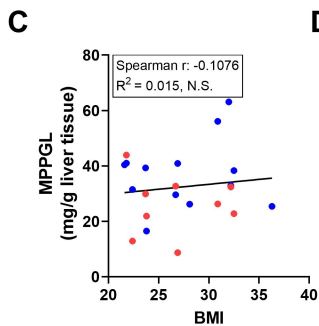 C
D
Spearman r: -0.1076
R² = 0.015, N.S.
MPPGL
(mg/g liver tissue)
80
60
40
20
0
20
25
30
35
40
BMI